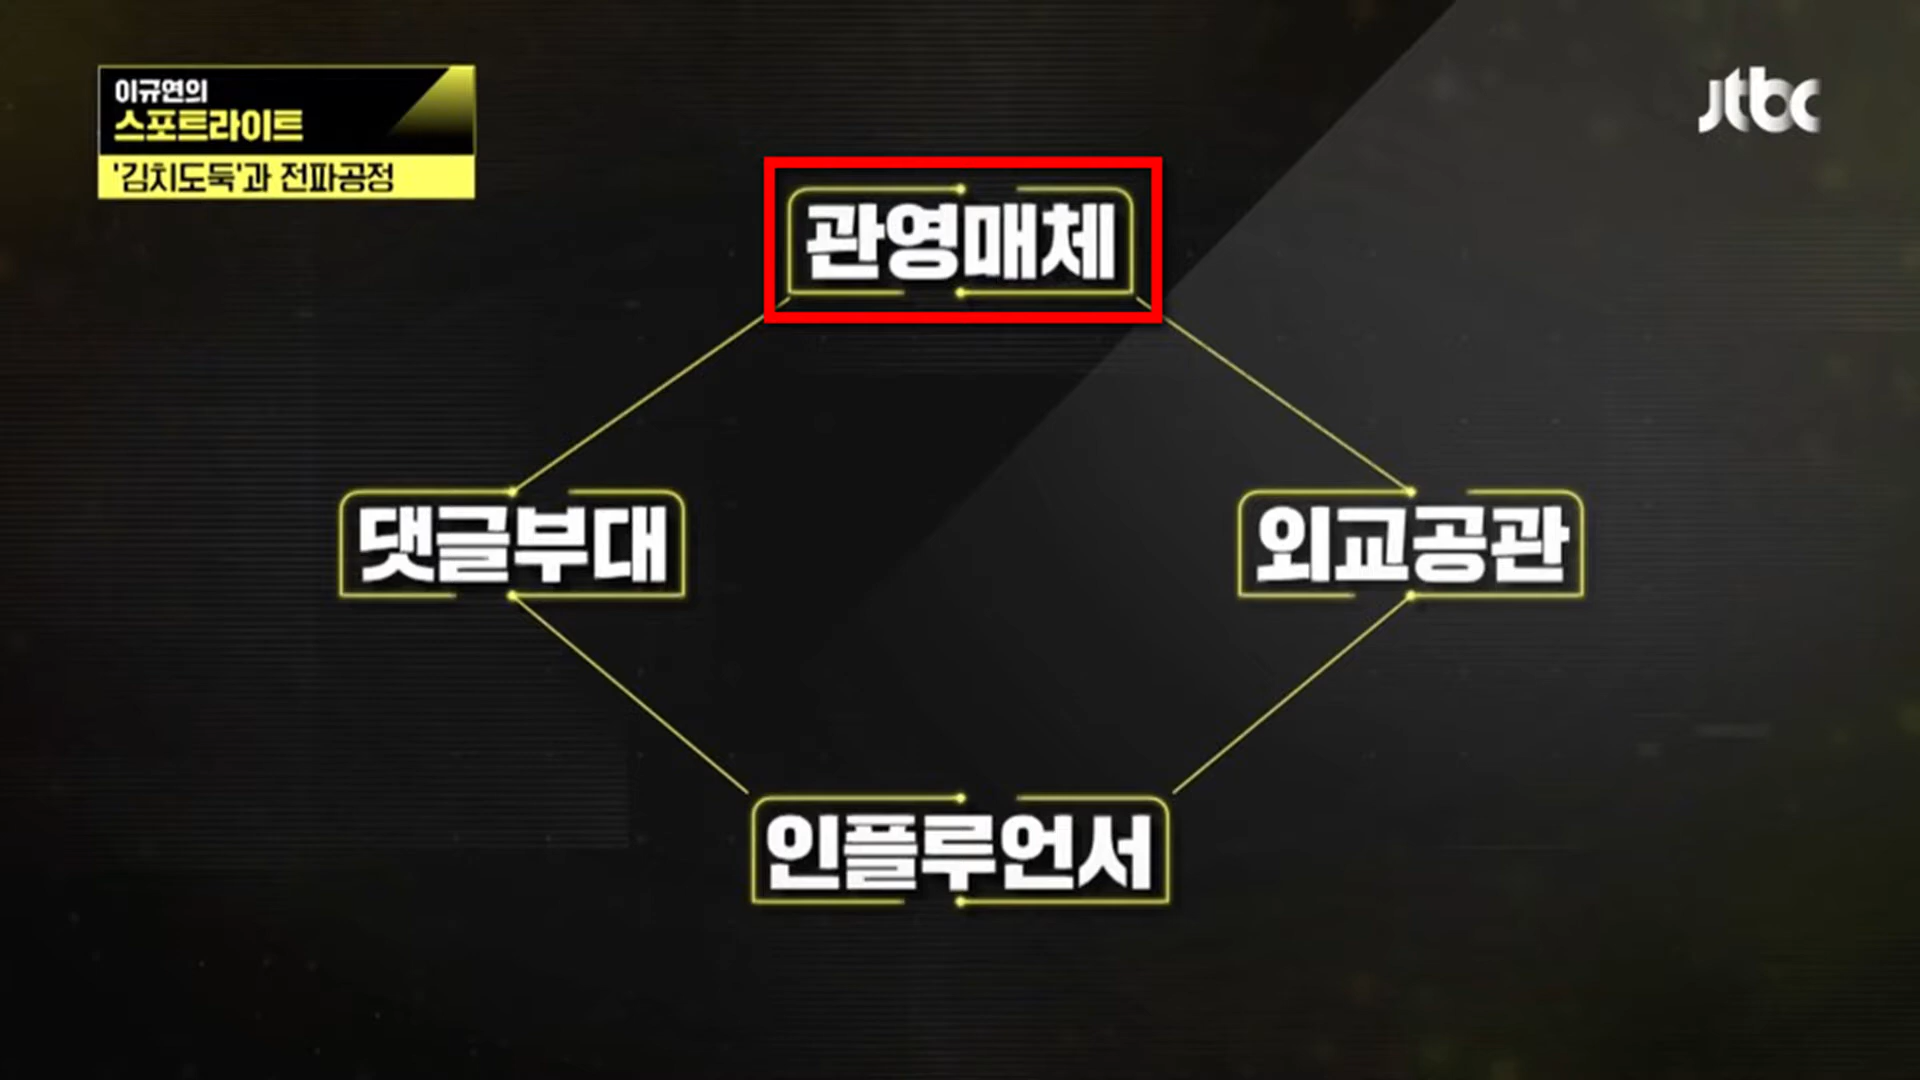 이규연의
스포트라이트
'김치도둑'과 전파공정
jtbc
관영매체
댓글부대
외교공관
인플루언서